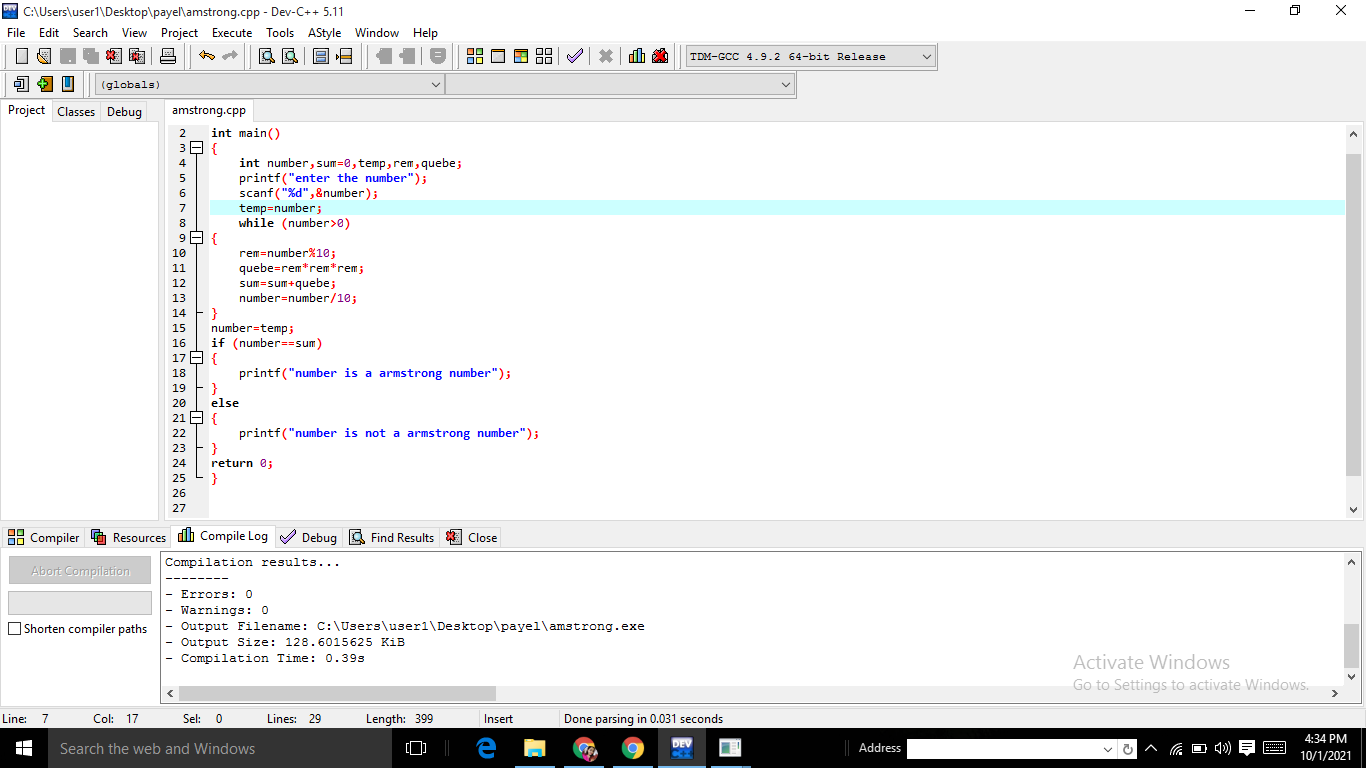 C:\Users\user1\Desktop\payel\amstrong.cpp - Dev-C++ 5.11
File Edit Search View Project Execute Tools AStyle Window Help
TDM-GCC 4.9.2 64-bit Release
(globals)
Project Classes Debug amstrong.cpp
2 int main()
3 {
4 int number,sum=0,temp,rem,quebe;
5 printf("enter the number");
6 scanf("%d",&number);
7 temp=number;
8 while (number>0)
9 {
10 rem=number%10;
11 quebe=rem*rem*rem;
12 sum=sum+quebe;
13 number=number/10;
14 }
15 number=temp;
16 if (number==sum)
17 {
18 printf("number is a armstrong number");
19 }
20 else
21 {
22 printf("number is not a armstrong number");
23 }
24 return 0;
25 }
26
27
Compiler Resources Compile Log Debug Find Results Close
Abort Compilation
Shorten compiler paths
Compilation results...
--------
- Errors: 0
- Warnings: 0
- Output Filename: C:\Users\user1\Desktop\payel\amstrong.exe
- Output Size: 128.6015625 KiB
- Compilation Time: 0.39s
Activate Windows
Go to Settings to activate Windows.
Line: 7 Col: 17 Sel: 0 Lines: 29 Length: 399 Insert Done parsing in 0.031 seconds
Search the web and Windows
DEV
Address
4:34 PM
10/1/2021